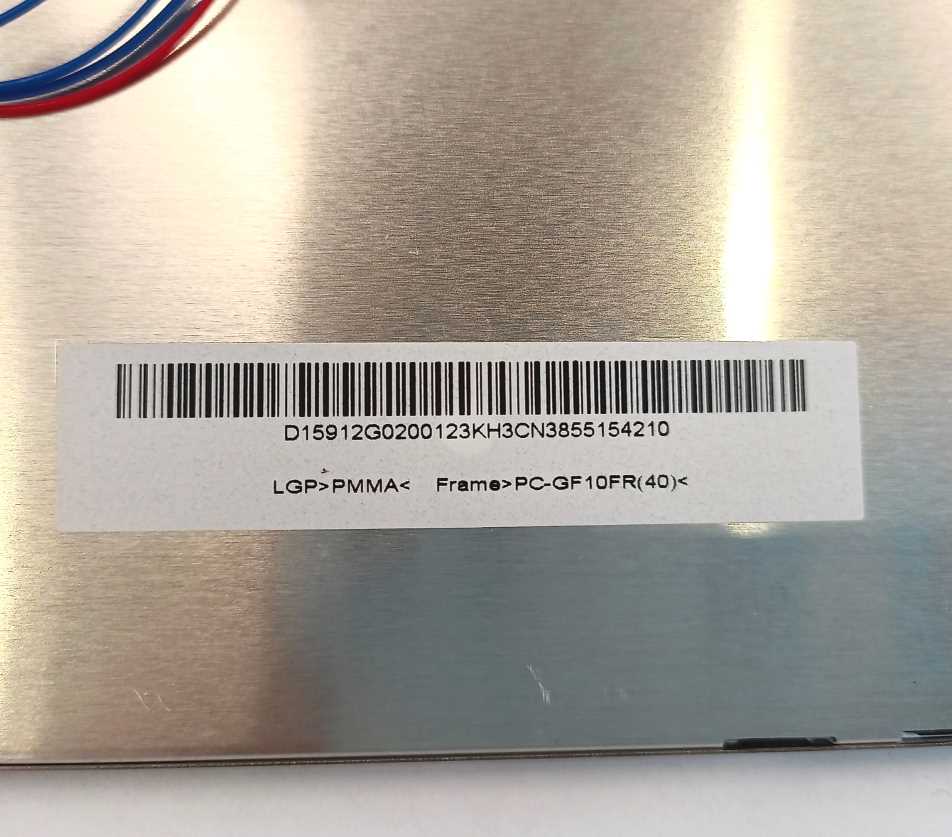 D15912G0200123KH3CN3855154210
LGP>PMMA< Frame>PC-GF10FR(40)<